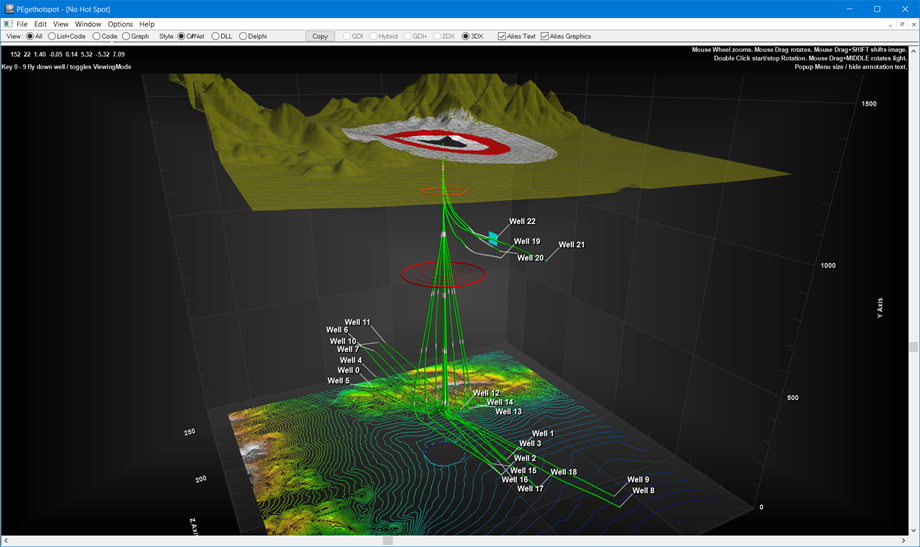 PEgethotspot - [No Hot Spot]
File Edit View Window Options Help
View : All List+Code Code Graph Style : C#Net DLL Delphi Copy GDI Hybrid GDI+ 2DX 3DX Alias Text Alias Graphics
152 22 1.40 -0.05 0.14 5.32 -5.32 7.09
Mouse Wheel zooms. Mouse Drag rotates. Mouse Drag+SHIFT shifts image.
Double Click start/stop Rotation. Mouse Drag+MIDDLE rotates light.
Key 0 - 9 fly down well / toggles ViewingMode
Popup Menu size / hide annotation text.
1500
Well 22
Well 19
Well 21
Well 20
1000
Y Axis
Well 11
Well 6
Well 10
Well 7
Well 4
Well 0
Well 5
Well 12
Well 14
Well 13
500
250
Well 1
Well 3
Well 2
Well 15
Well 18
Well 16
Well 17
200
Well 9
Well 8
0
Z Axis